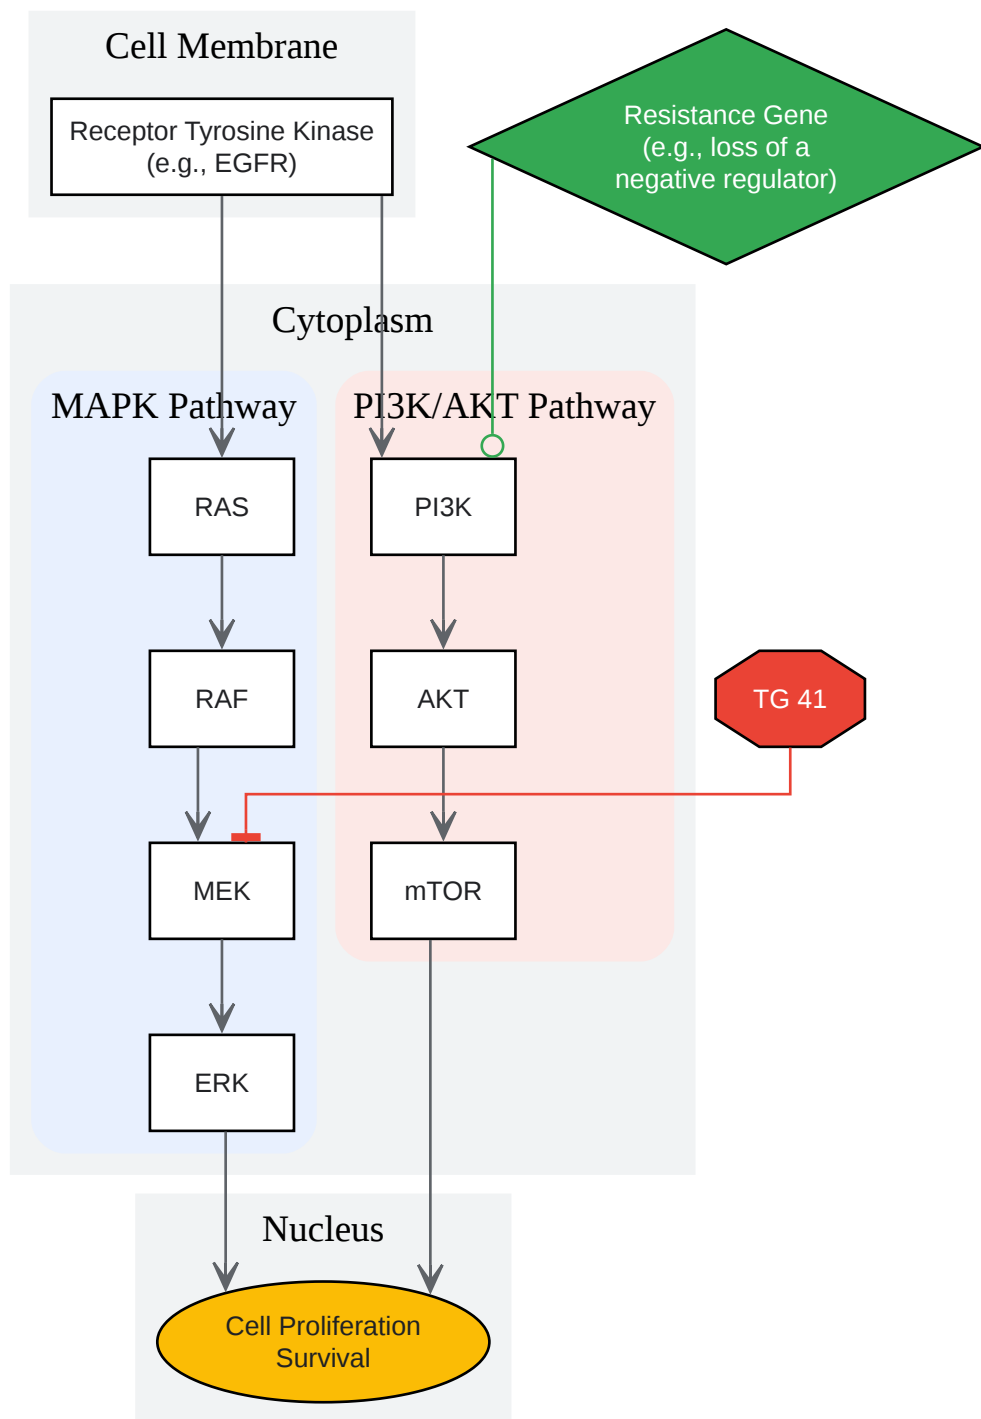 Cell Membrane
Receptor Tyrosine Kinase
(e.g., EGFR)
Resistance Gene
(e.g., loss of a
negative regulator)
Cytoplasm
MAPK Pathway
PI3K/AKT Pathway
RAS
PI3K
RAF
AKT
TG 41
MEK
mTOR
ERK
Nucleus
Cell Proliferation
Survival